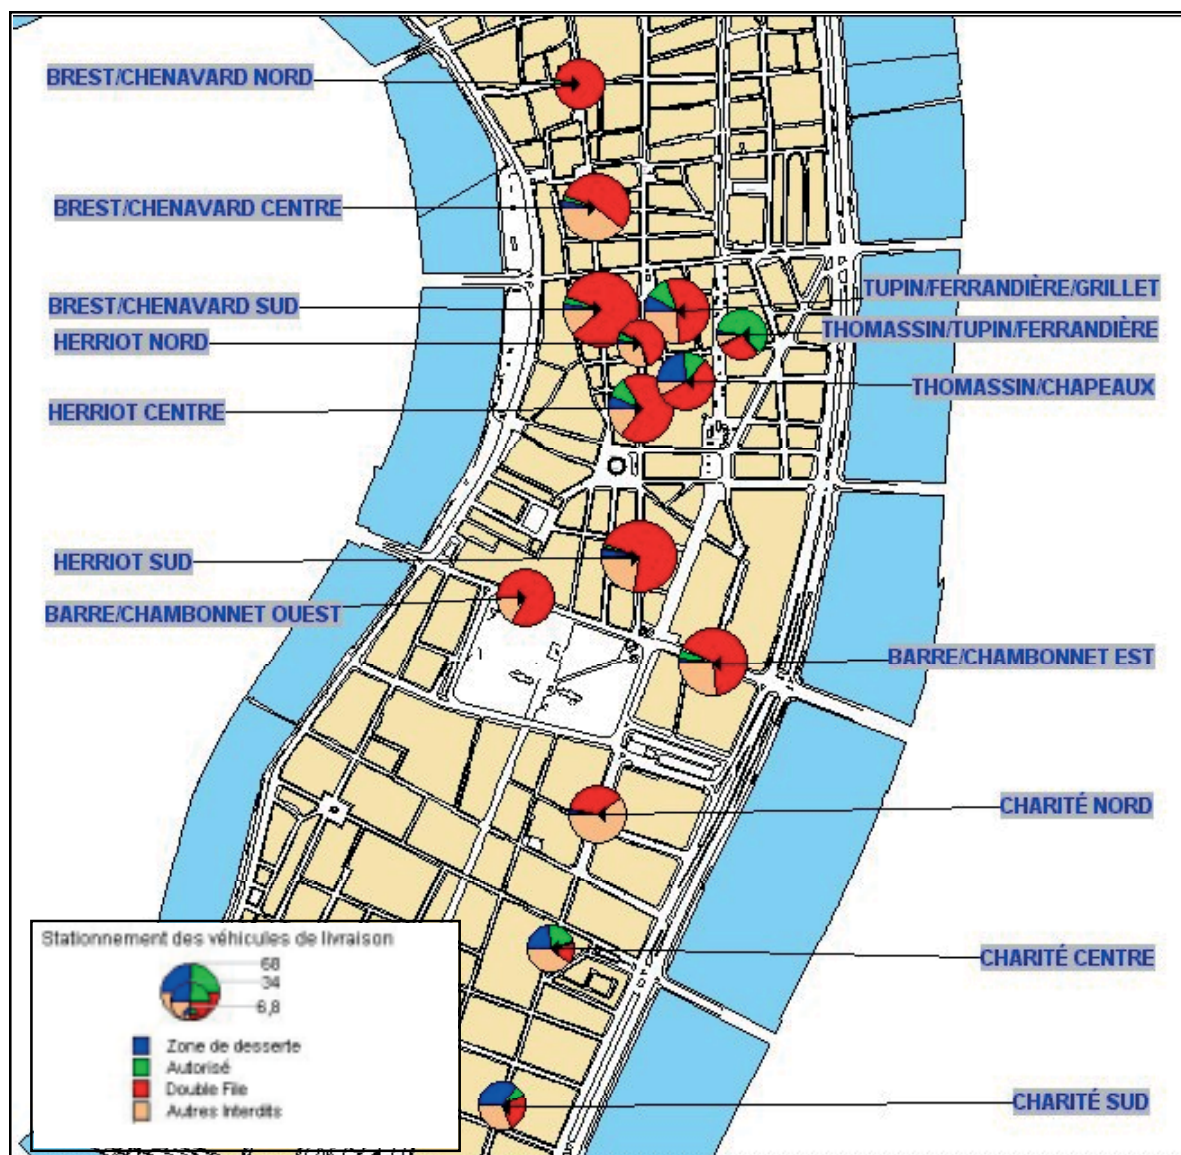 BREST/CHENAVARD NORD
BREST/CHENAVARD CENTRE
BREST/CHENAVARD SUD
TUPIN/FERRANDIÈRE/GRILLET
HERRIOT NORD
THOMASSIN/TUPIN/FERRANDIÈRE
HERRIOT CENTRE
THOMASSIN/CHAPEAUX
HERRIOT SUD
BARRE/CHAMBONNET OUEST
BARRE/CHAMBONNET EST
CHARITÉ NORD
CHARITÉ CENTRE
CHARITÉ SUD
Stationnement des véhicules de livraison
68
34
6,8
Zone de desserte
Autorisé
Double File
Autres Interdits